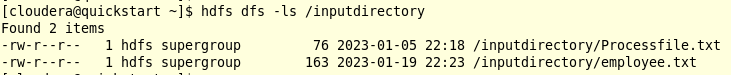 [cloudera@quickstart ~]$ hdfs dfs -ls /inputdirectory
Found 2 items
-rw-r--r--   1 hdfs supergroup         76 2023-01-05 22:18 /inputdirectory/Processfile.txt
-rw-r--r--   1 hdfs supergroup        163 2023-01-19 22:23 /inputdirectory/employee.txt